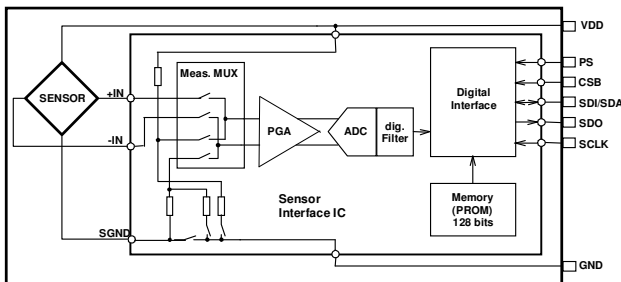 VDD
PS
CSB
SDI/SDA
SDO
SCLK
GND
Meas. MUX
+IN
SENSOR
-IN
PGA
ADC
dig.
Filter
Digital
Interface
Memory
(PROM)
128 bits
Sensor
Interface IC
SGND